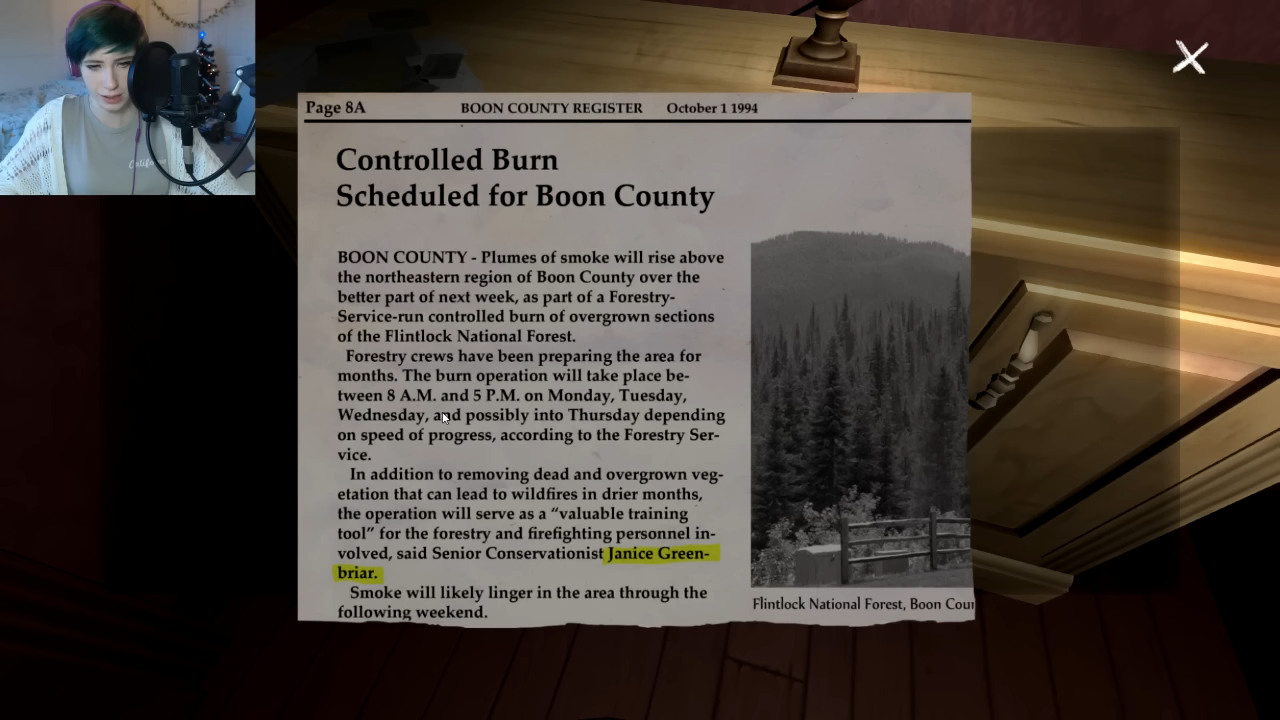 Page 8A BOON COUNTY REGISTER October 1 1994
Controlled Burn
Scheduled for Boon County
BOON COUNTY - Plumes of smoke will rise above
the northeastern region of Boon County over the
better part of next week, as part of a Forestry-
Service-run controlled burn of overgrown sections
of the Flintlock National Forest.
Forestry crews have been preparing the area for
months. The burn operation will take place be-
tween 8 A.M. and 5 P.M. on Monday, Tuesday,
Wednesday, and possibly into Thursday depending
on speed of progress, according to the Forestry Ser-
vice.
In addition to removing dead and overgrown veg-
etation that can lead to wildfires in drier months,
the operation will serve as a “valuable training
tool” for the forestry and firefighting personnel in-
volved, said Senior Conservationist Janice Green-
briar.
Smoke will likely linger in the area through the
following weekend.
Flintlock National Forest, Boon Cour